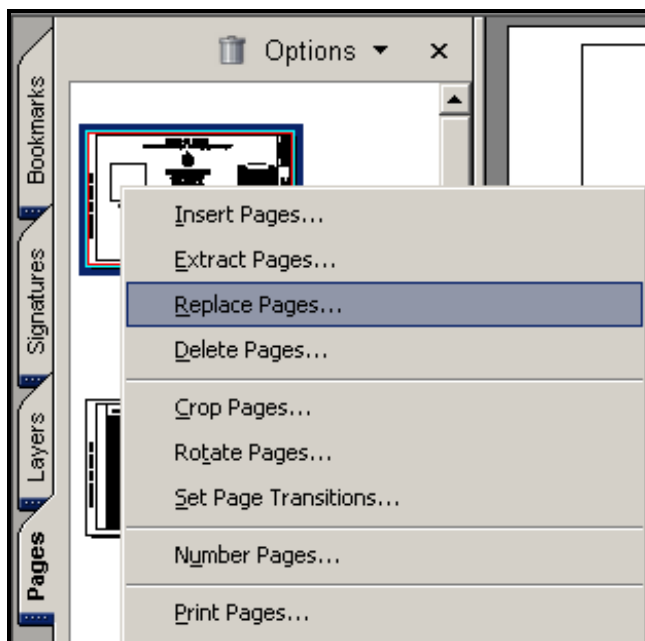 Options
Bookmarks
Signatures
Layers
Pages
Insert Pages...
Extract Pages...
Replace Pages...
Delete Pages...
Crop Pages...
Rotate Pages...
Set Page Transitions...
Number Pages...
Print Pages...